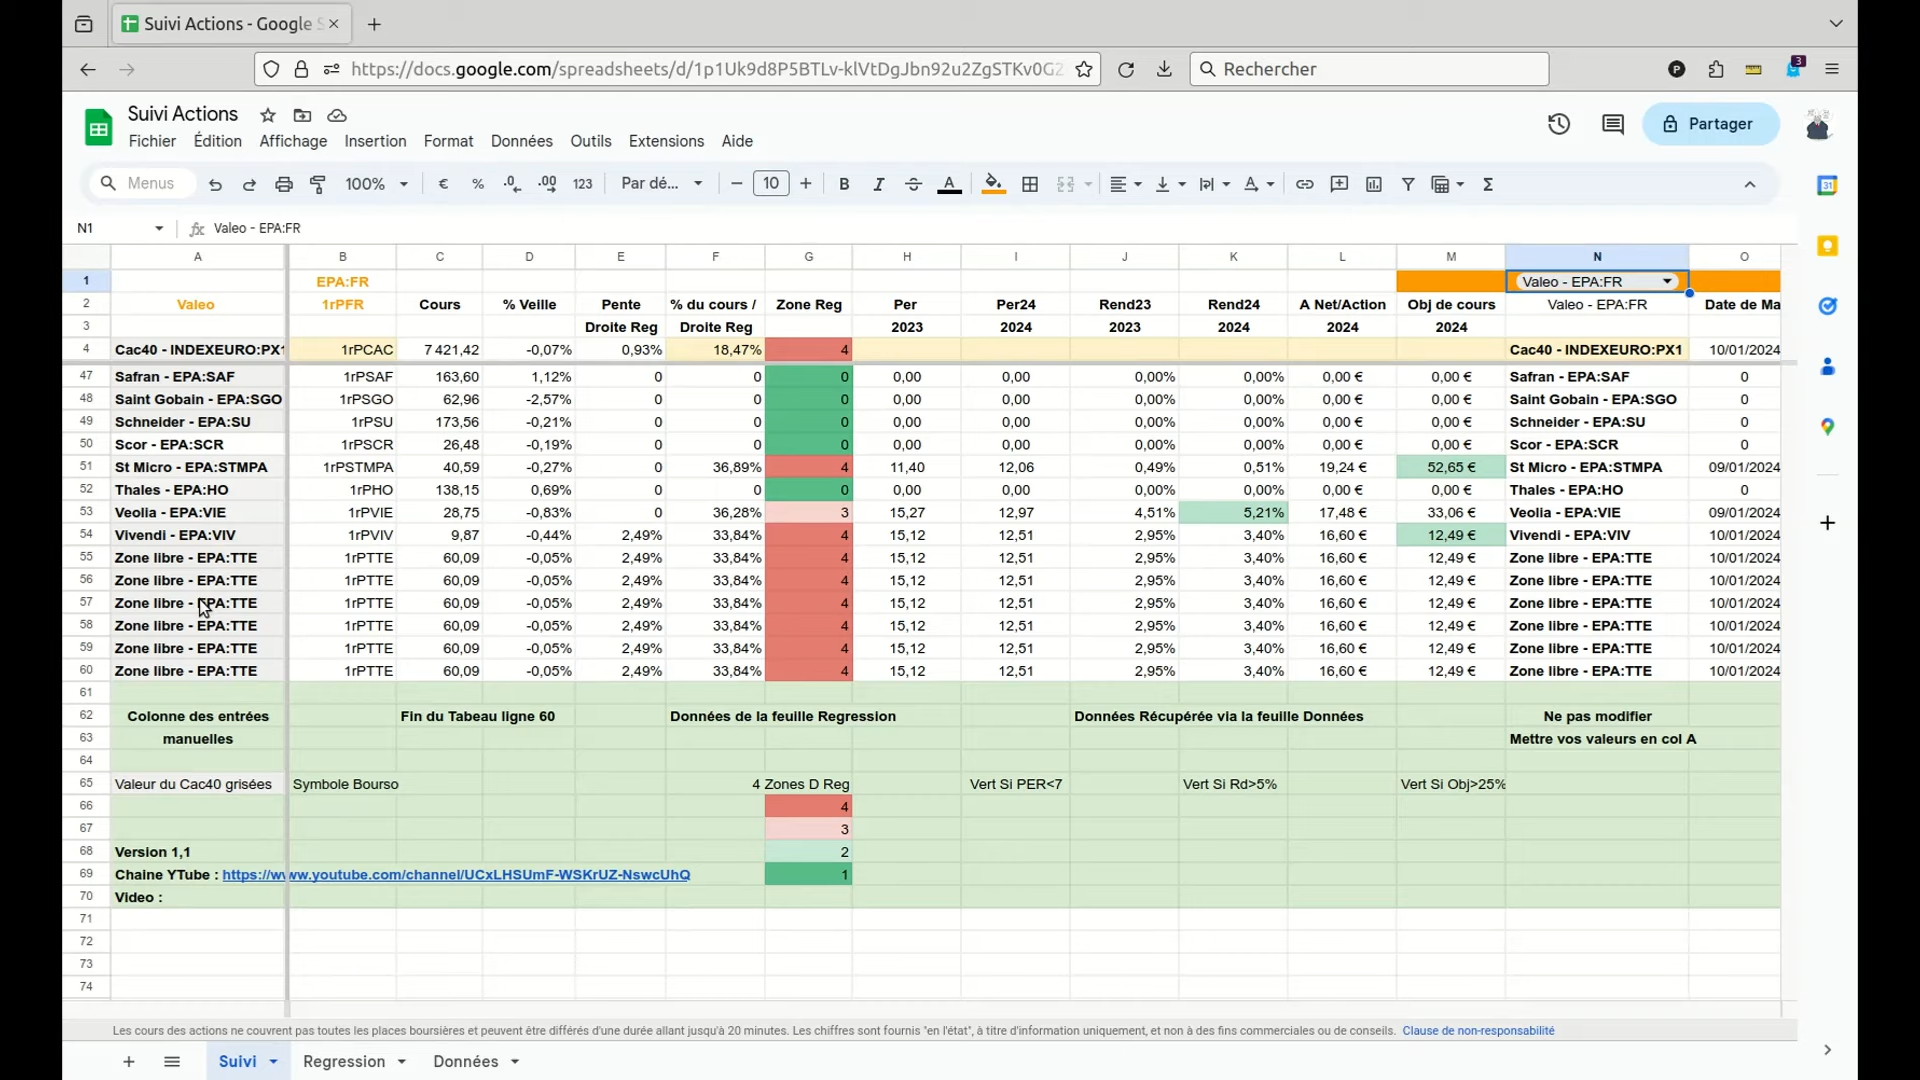 Suivi Actions - Google S
https://docs.google.com/spreadsheets/d/1p1Uk9d8P5BTLv-klVtDgJbn92u2ZgSTKv0G2
Rechercher
P
3
Suivi Actions
Fichier Édition Affichage Insertion Format Données Outils Extensions Aide
Partager
Menus 100% € % .0 .00 123 Par dé... 10 B I A Σ
31
N1 Valeo - EPA:FR
A B C D E F G H I J K L M N O
1 EPA:FR Valeo - EPA:FR
2 Valeo 1rPFR Cours % Veille Pente % du cours / Zone Reg Per Per24 Rend23 Rend24 A Net/Action Obj de cours Valeo - EPA:FR Date de Ma
3 Droite Reg Droite Reg 2023 2024 2023 2024 2024 2024
4 Cac40 - INDEXEURO:PX1 1rPCAC 7 421,42 -0,07% 0,93% 18,47% 4 Cac40 - INDEXEURO:PX1 10/01/2024
47 Safran - EPA:SAF 1rPSAF 163,60 1,12% 0 0 0 0,00 0,00 0,00% 0,00% 0,00 € 0,00 € Safran - EPA:SAF 0
48 Saint Gobain - EPA:SGO 1rPSGO 62,96 -2,57% 0 0 0 0,00 0,00 0,00% 0,00% 0,00 € 0,00 € Saint Gobain - EPA:SGO 0
49 Schneider - EPA:SU 1rPSU 173,56 -0,21% 0 0 0 0,00 0,00 0,00% 0,00% 0,00 € 0,00 € Schneider - EPA:SU 0
50 Scor - EPA:SCR 1rPSCR 26,48 -0,19% 0 0 0 0,00 0,00 0,00% 0,00% 0,00 € 0,00 € Scor - EPA:SCR 0
51 St Micro - EPA:STMPA 1rPSTMPA 40,59 -0,27% 0 36,89% 4 11,40 12,06 0,49% 0,51% 19,24 € 52,65 € St Micro - EPA:STMPA 09/01/2024
52 Thales - EPA:HO 1rPHO 138,15 0,69% 0 0 0 0,00 0,00 0,00% 0,00% 0,00 € 0,00 € Thales - EPA:HO 0
53 Veolia - EPA:VIE 1rPVIE 28,75 -0,83% 0 36,28% 3 15,27 12,97 4,51% 5,21% 17,48 € 33,06 € Veolia - EPA:VIE 09/01/2024
54 Vivendi - EPA:VIV 1rPVIV 9,87 -0,44% 2,49% 33,84% 4 15,12 12,51 2,95% 3,40% 16,60 € 12,49 € Vivendi - EPA:VIV 10/01/2024
55 Zone libre - EPA:TTE 1rPTTE 60,09 -0,05% 2,49% 33,84% 4 15,12 12,51 2,95% 3,40% 16,60 € 12,49 € Zone libre - EPA:TTE 10/01/2024
56 Zone libre - EPA:TTE 1rPTTE 60,09 -0,05% 2,49% 33,84% 4 15,12 12,51 2,95% 3,40% 16,60 € 12,49 € Zone libre - EPA:TTE 10/01/2024
57 Zone libre - EPA:TTE 1rPTTE 60,09 -0,05% 2,49% 33,84% 4 15,12 12,51 2,95% 3,40% 16,60 € 12,49 € Zone libre - EPA:TTE 10/01/2024
58 Zone libre - EPA:TTE 1rPTTE 60,09 -0,05% 2,49% 33,84% 4 15,12 12,51 2,95% 3,40% 16,60 € 12,49 € Zone libre - EPA:TTE 10/01/2024
59 Zone libre - EPA:TTE 1rPTTE 60,09 -0,05% 2,49% 33,84% 4 15,12 12,51 2,95% 3,40% 16,60 € 12,49 € Zone libre - EPA:TTE 10/01/2024
60 Zone libre - EPA:TTE 1rPTTE 60,09 -0,05% 2,49% 33,84% 4 15,12 12,51 2,95% 3,40% 16,60 € 12,49 € Zone libre - EPA:TTE 10/01/2024
61
62 Colonne des entrées Fin du Tabeau ligne 60 Données de la feuille Regression Données Récupérée via la feuille Données Ne pas modifier
63 manuelles Mettre vos valeurs en col A
64
65 Valeur du Cac40 grisées Symbole Bourso 4 Zones D Reg Vert Si PER<7 Vert Si Rd>5% Vert Si Obj>25%
66 4
67 3
68 Version 1,1 2
69 Chaine YTube : https://www.youtube.com/channel/UCxLHSUmF-WSKrUZ-NswcUhQ 1
70 Video :
71
72
73
74
Les cours des actions ne couvrent pas toutes les places boursières et peuvent être différés d'une durée allant jusqu'à 20 minutes. Les chiffres sont fournis "en l'état", à titre d'information uniquement, et non à des fins commerciales ou de conseils. Clause de non-responsabilité
Suivi Regression Données